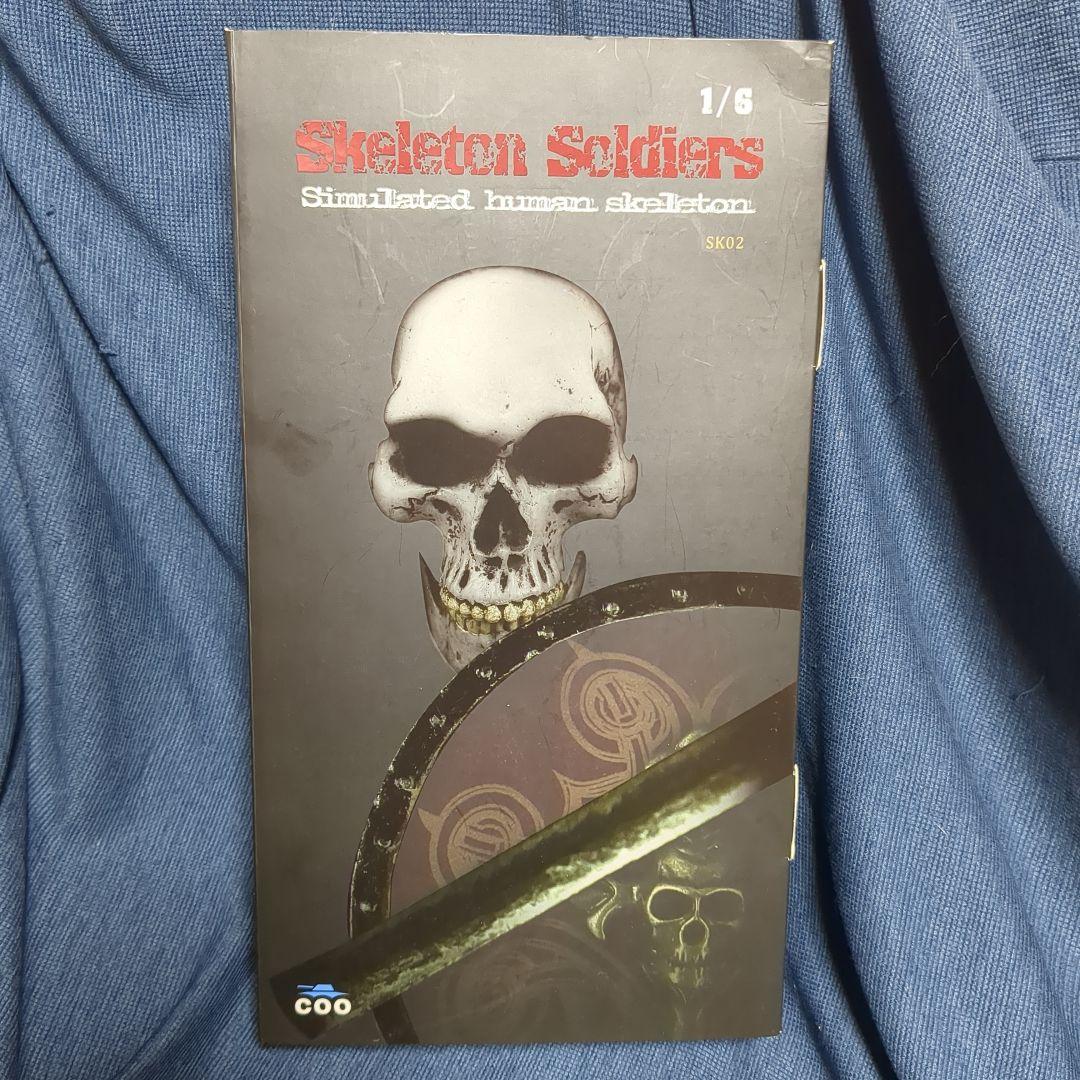 1/6
Skeleton Soldiers
Simulated human skeleton
SK02
COO